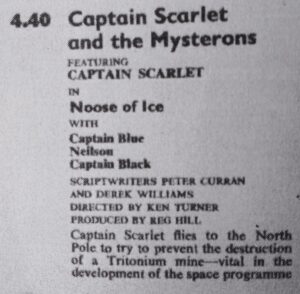 4.40 Captain Scarlet
and the Mysterons
FEATURING
CAPTAIN SCARLET
IN
Noose of Ice
WITH
Captain Blue
Neilson
Captain Black
SCRIPTWRITERS PETER CURRAN
AND DEREK WILLIAMS
DIRECTED BY KEN TURNER
PRODUCED BY REG HILL
Captain Scarlet flies to the North
Pole to try to prevent the destruction
of a Tritonium mine—vital in the
development of the space programme